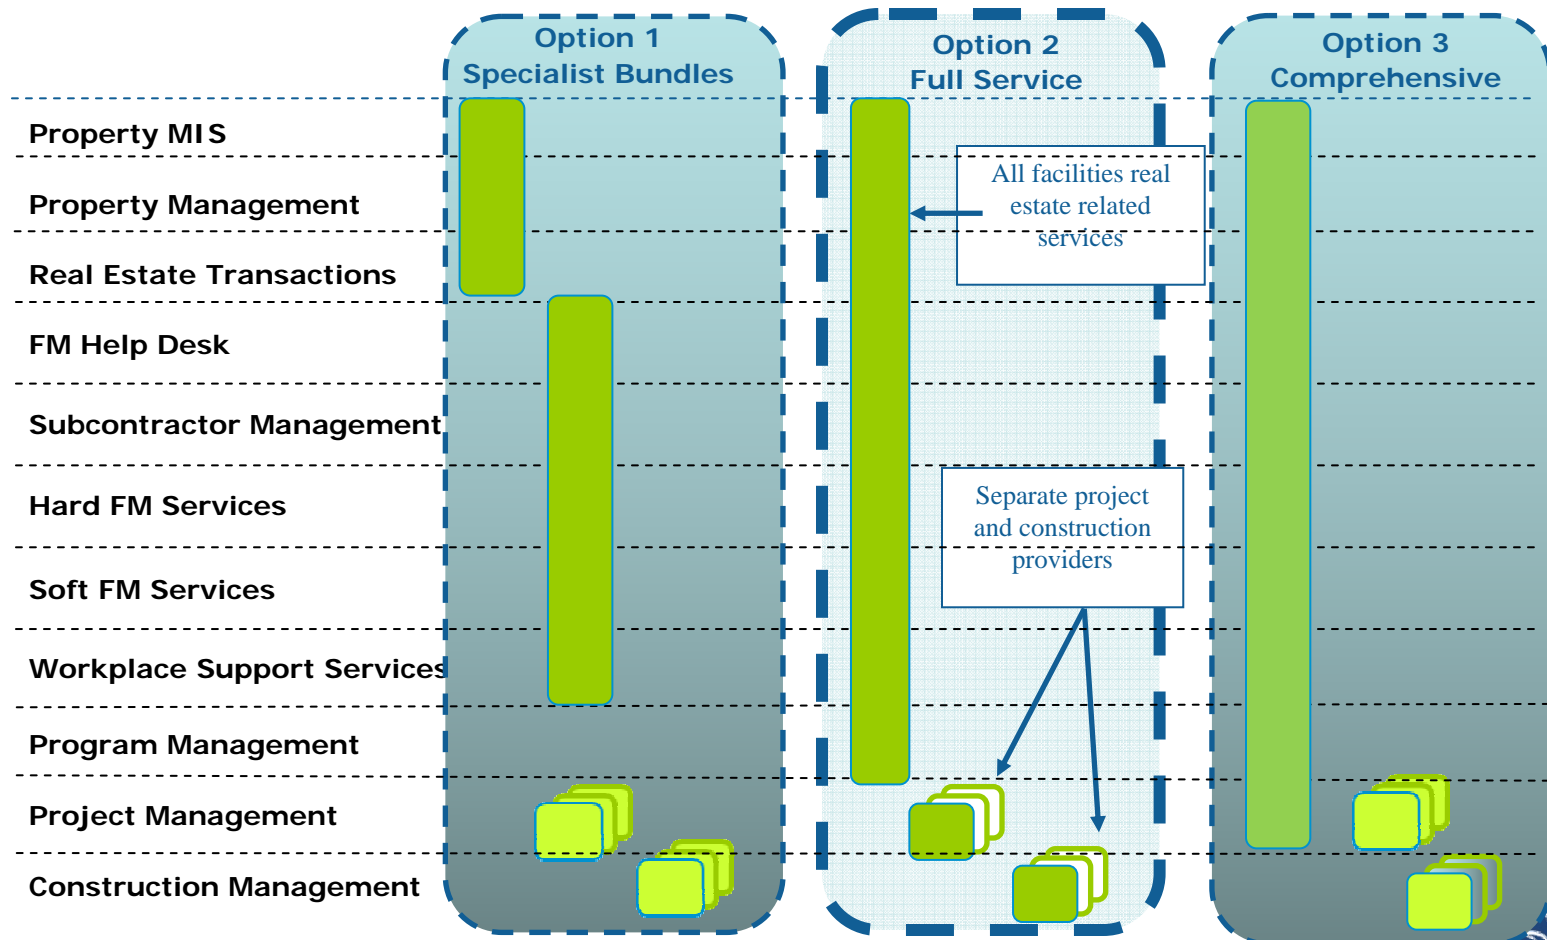 Option 1
Specialist Bundles
Option 2
Full Service
Option 3
Comprehensive
Property MIS
Property Management
Real Estate Transactions
FM Help Desk
Subcontractor Management
Hard FM Services
Soft FM Services
Workplace Support Services
Program Management
Project Management
Construction Management
All facilities real
estate related
services
Separate project
and construction
providers